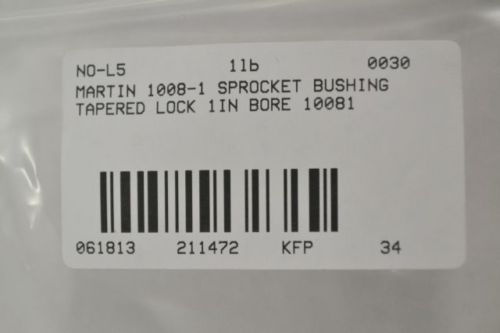 NO-L5 1lb 0030
MARTIN 1008-1 SPROCKET BUSHING
TAPERED LOCK 1IN BORE 10081
061813 211472 KFP 34